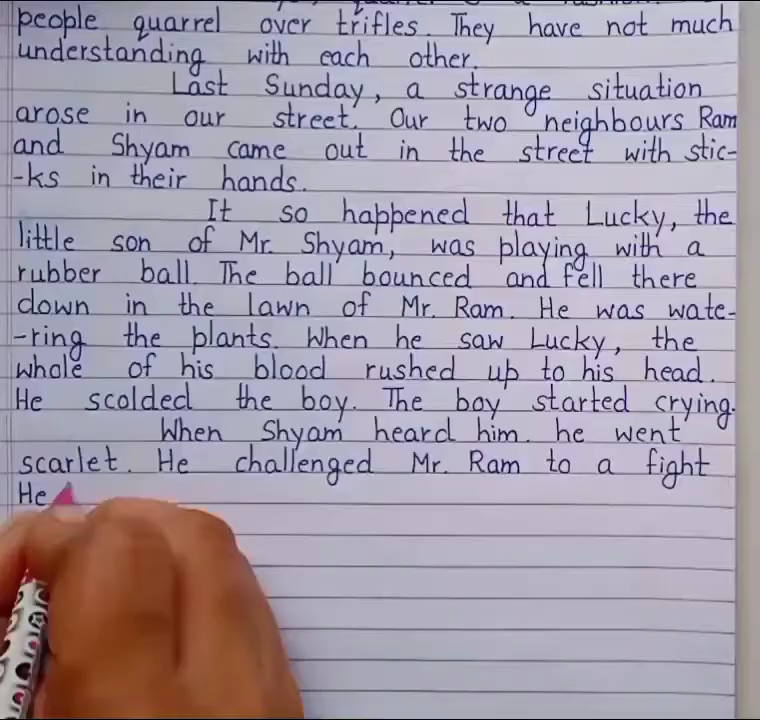 people quarrel over trifles. They have not much
understanding with each other.
Last Sunday, a strange situation
arose in our street. Our two neighbours Ram
and Shyam came out in the street with stic-
-ks in their hands.
It so happened that Lucky, the
little son of Mr. Shyam, was playing with a
rubber ball. The ball bounced and fell there
down in the lawn of Mr. Ram. He was wate-
-ring the plants. When he saw Lucky, the
whole of his blood rushed up to his head.
He scolded the boy. The boy started crying.
When Shyam heard him. he went
scarlet. He challenged Mr. Ram to a fight
He